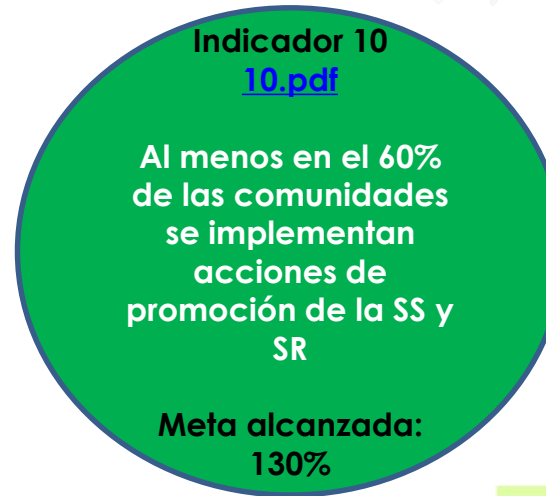 Indicador 10
10.pdf
Al menos en el 60%
de las comunidades
se implementan
acciones de
promoción de la SS y
SR
Meta alcanzada:
130%